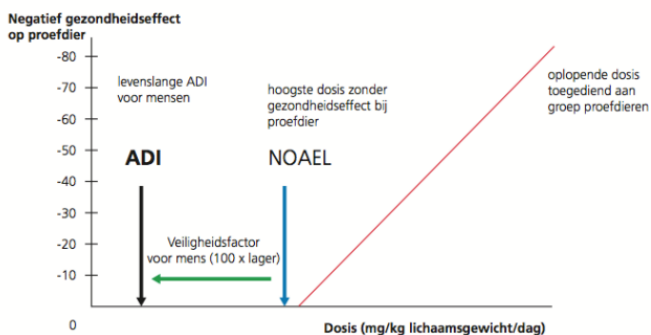 Negatief gezondheidseffect
op proefdier
-80
-70
-60
-50
-40
-30
-20
-10
0
levenslange ADI
voor mensen
ADI
hoogste dosis zonder
gezondheidseffect bij
proefdier
NOAEL
Veiligheidsfactor
voor mens (100 x lager)
oplopende dosis
toegediend aan
groep proefdieren
Dosis (mg/kg lichaamsgewicht/dag)